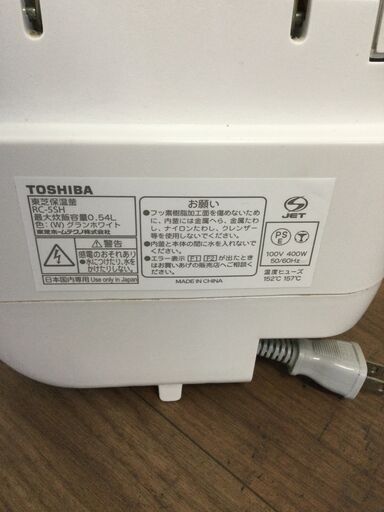 TOSHIBA
東芝保温釜
RC-5SH
最大炊飯容量0.54L
色:(W) グランホワイト
東芝ホームテクノ株式会社
警告
感電のおそれあり
●水につけたり、水を
かけたりしない。
日本国内専用 Use only in Japan
お願い
●フッ素樹脂加工面を傷めないため
に、内釜には金属へら、金属たわ
し、ナイロンたわし、クレンザー
等を使用しないでください。
●内釜と本体の間に水を入れないで
ください。
●エラー表示(F1 F2)が出たときは
はお買いあげの販売店へご相談く
ださい。
MADE IN CHINA
S
JET
PS
E
100V 400W
50/60Hz
温度ヒューズ
152℃ 157℃